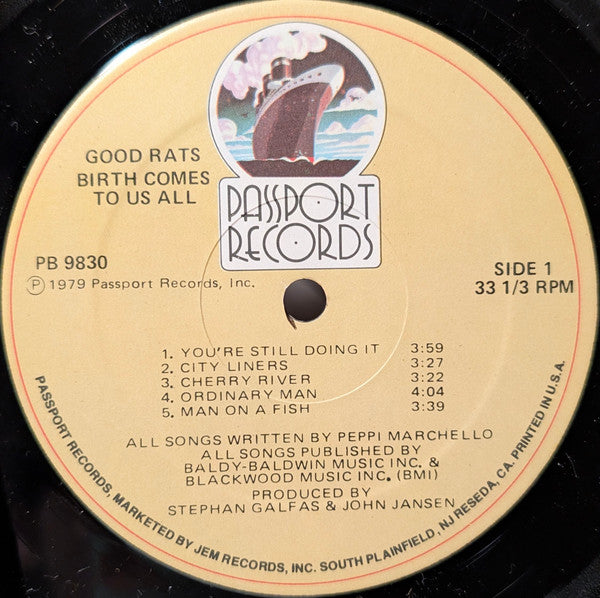 GOOD RATS
BIRTH COMES
TO US ALL
PASSPORT
RECORDS
PB 9830
Ⓟ 1979 Passport Records, Inc.
SIDE 1
33 1/3 RPM
1. YOU'RE STILL DOING IT 3:59
2. CITY LINERS 3:27
3. CHERRY RIVER 3:22
4. ORDINARY MAN 4:04
5. MAN ON A FISH 3:39
ALL SONGS WRITTEN BY PEPPI MARCHELLO
ALL SONGS PUBLISHED BY
BALDY-BALDWIN MUSIC INC. &
BLACKWOOD MUSIC INC. (BMI)
PRODUCED BY
STEPHAN GALFAS & JOHN JANSEN
PASSPORT RECORDS, MARKETED BY JEM RECORDS, INC. SOUTH PLAINFIELD, NJ RESEDA, CA. PRINTED IN U.S.A.